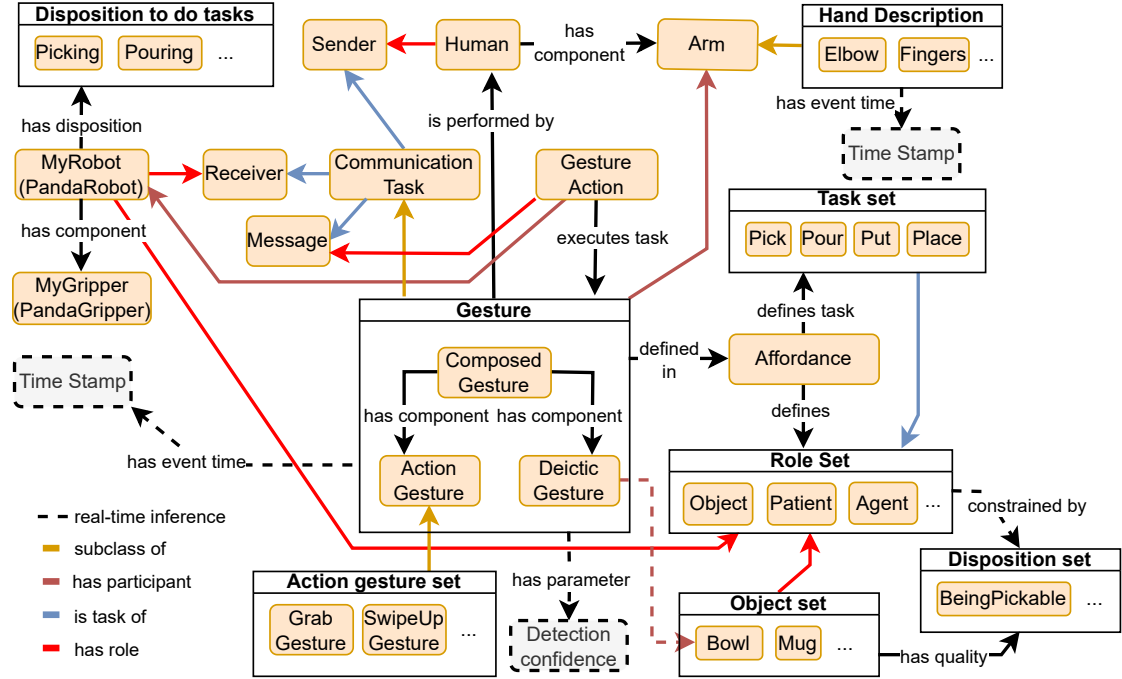 Disposition to do tasks
Picking
Pouring
...
Sender
Human
has
component
Arm
Hand Description
Elbow
Fingers
...
has event time
Time Stamp
has disposition
is performed by
MyRobot
(PandaRobot)
Receiver
Communication
Task
Gesture
Action
Message
has component
executes task
MyGripper
(PandaGripper)
Task set
Pick
Pour
Put
Place
defines task
Gesture
Composed
Gesture
has component
has component
Action
Gesture
Deictic
Gesture
defined
in
Affordance
defines
Time Stamp
has event time
Role Set
Object
Patient
Agent
...
constrained by
real-time inference
subclass of
has participant
is task of
has role
Action gesture set
Grab
Gesture
SwipeUp
Gesture
...
has parameter
Detection
confidence
Object set
Bowl
Mug
...
has quality
Disposition set
BeingPickable
...